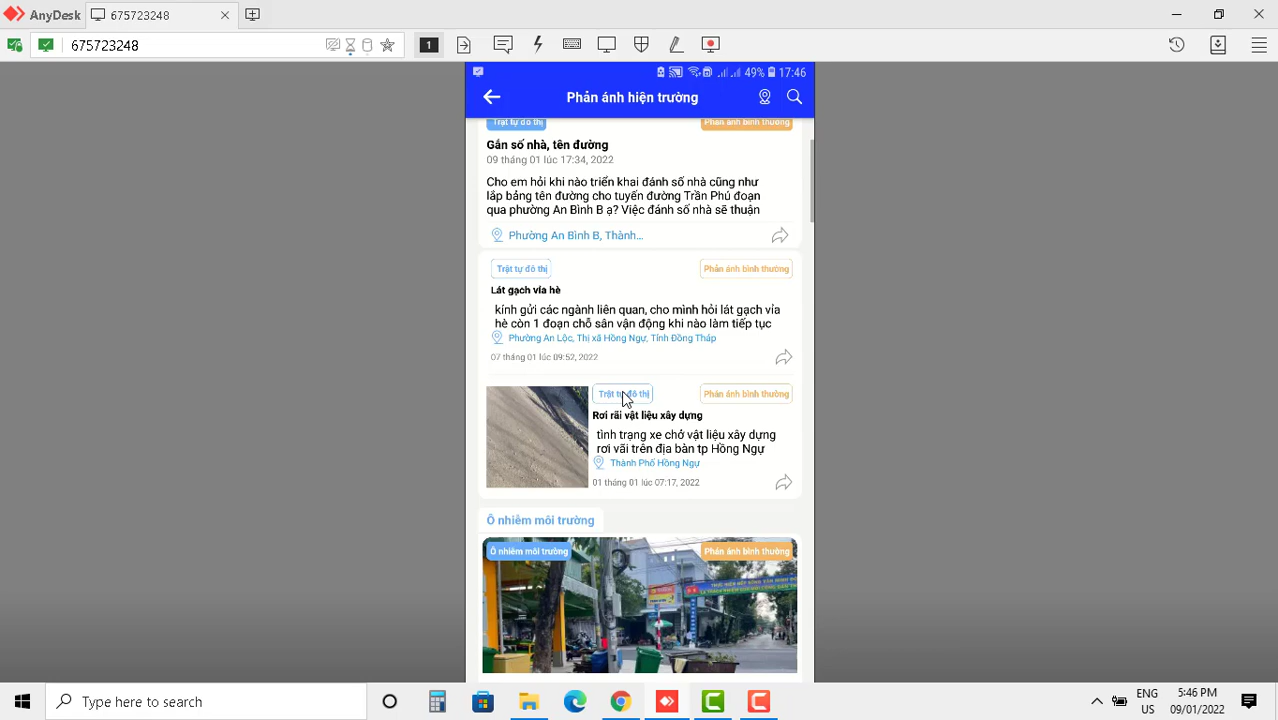 AnyDesk
675723248
675723248
1
49% 17:46
Phản ánh hiện trường
Trật tự đô thị
Phản ánh bình thường
Gắn số nhà, tên đường
09 tháng 01 lúc 17:34, 2022
Cho em hỏi khi nào triển khai đánh số nhà cũng như
lắp bảng tên đường cho tuyến đường Trần Phú đoạn
qua phường An Bình B ạ? Việc đánh số nhà sẽ thuận
Phường An Bình B, Thành...
Trật tự đô thị
Phản ánh bình thường
Lát gạch vỉa hè
kính gửi các ngành liên quan, cho mình hỏi lát gạch vỉa
hè còn 1 đoạn chỗ sân vận động khi nào làm tiếp tục
Phường An Lộc, Thị xã Hồng Ngự, Tỉnh Đồng Tháp
07 tháng 01 lúc 09:52, 2022
Trật tự đô thị
Phản ánh bình thường
Rơi rãi vật liệu xây dựng
tình trạng xe chở vật liệu xây dựng
rơi vãi trên địa bàn tp Hồng Ngự
Thành Phố Hồng Ngự
01 tháng 01 lúc 07:17, 2022
Ô nhiễm môi trường
Ô nhiễm môi trường
Phản ánh bình thường
Type here to search
ENG
US
5:46 PM
09/01/2022